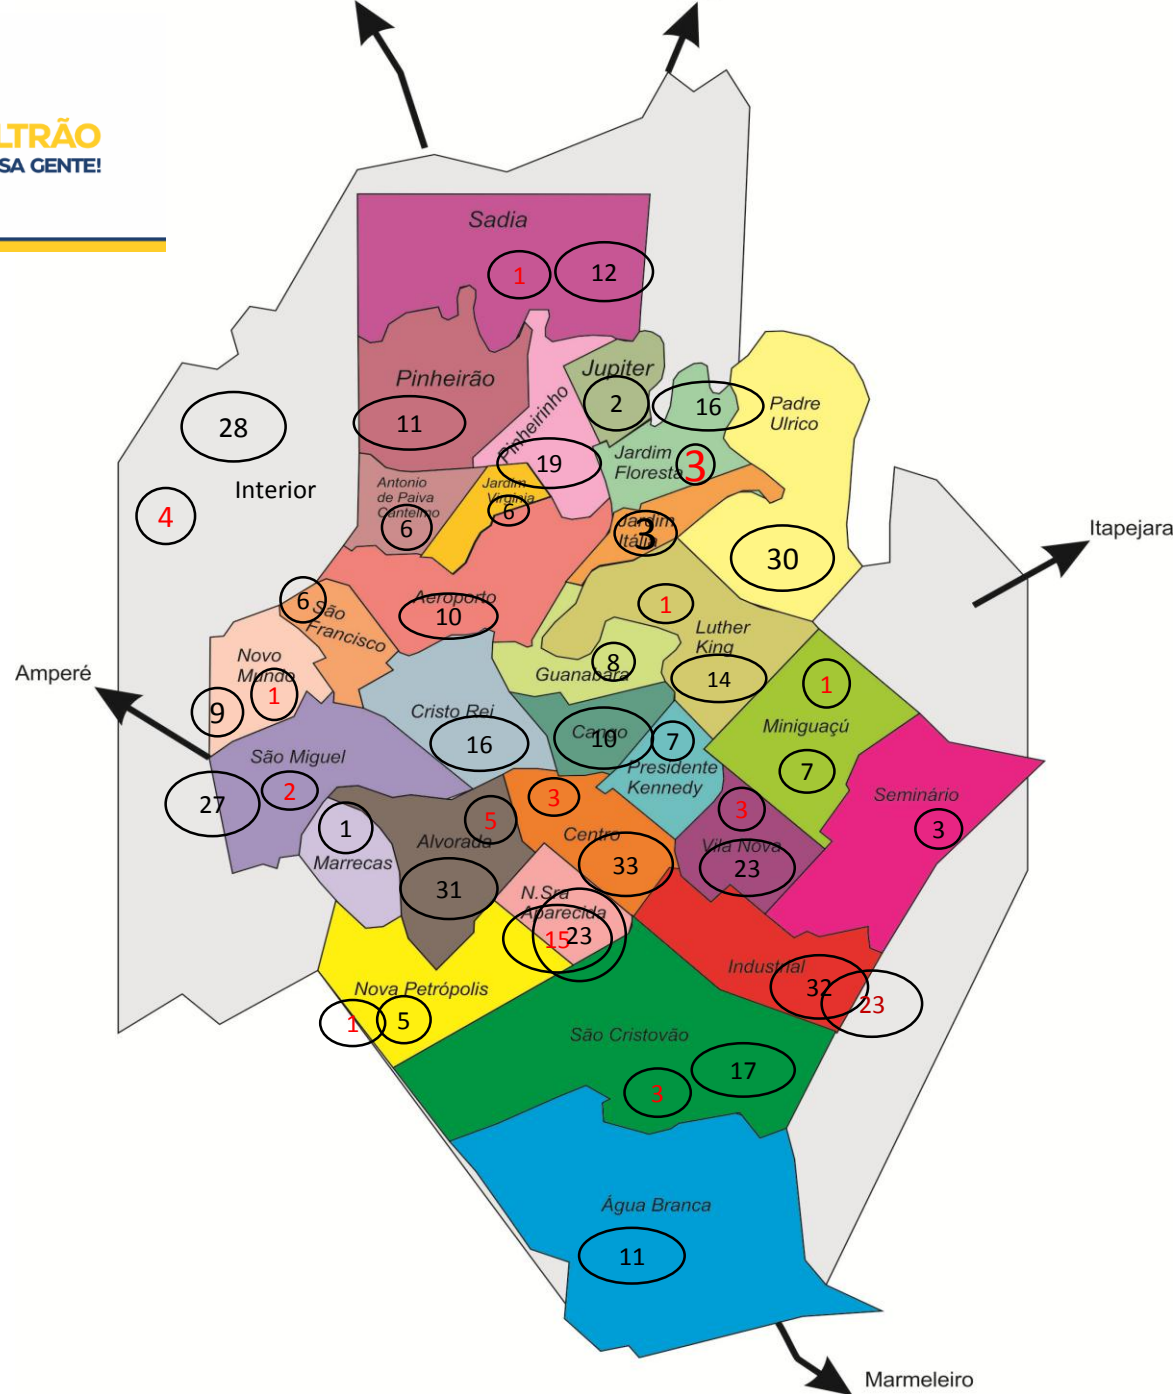 LTRÃO
SA GENTE!
Sadia
1
12
Pinheirão
11
Pinheirinho
19
Jupiter
2
16
Jardim
Floresta
3
Padre
Ulrico
30
28
Interior
4
Antonio
de Paiva
Cantelmo
6
Jardim
Virginia
6
Jardim
Itália
3
Itapejara
Aeroporto
10
6
São
Francisco
1
Luther
King
14
Guanabara
8
Novo
Mundo
1
9
Amperé
Cristo Rei
16
Cango
10
7
Presidente
Kennedy
1
Miniguaçú
7
São Miguel
2
27
Seminário
3
1
Marrecas
5
Alvorada
31
3
Centro
33
3
Vila Nova
23
N.Sra
Aparecida
15
23
Industrial
32
23
Nova Petrópolis
1
5
São Cristovão
17
3
Água Branca
11
Marmeleiro